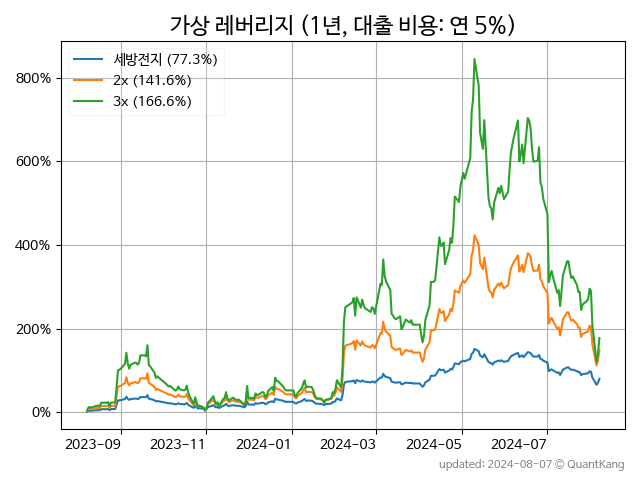 가상 레버리지 (1년, 대출 비용: 연 5%)
세방전지 (77.3%)
2x (141.6%)
3x (166.6%)
800%
600%
400%
200%
0%
2023-09 2023-11 2024-01 2024-03 2024-05 2024-07
updated: 2024-08-07 © QuantKang